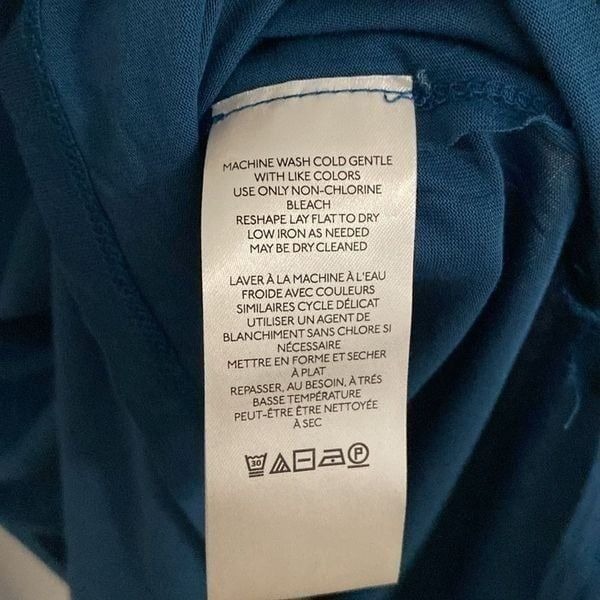 MACHINE WASH COLD GENTLE
WITH LIKE COLORS
USE ONLY NON-CHLORINE
BLEACH
RESHAPE LAY FLAT TO DRY
LOW IRON AS NEEDED
MAY BE DRY CLEANED
LAVER À LA MACHINE À L'EAU
FROIDE AVEC COULEURS
SIMILAIRES CYCLE DÉLICAT
UTILISER UN AGENT DE
BLANCHIMENT SANS CHLORE SI
NÉCESSAIRE
METTRE EN FORME ET SECHER
À PLAT
REPASSER, AU BESOIN, À TRÉS
BASSE TEMPÉRATURE
PEUT-ÊTRE ÊTRE NETTOYÉE
À SEC
30 P